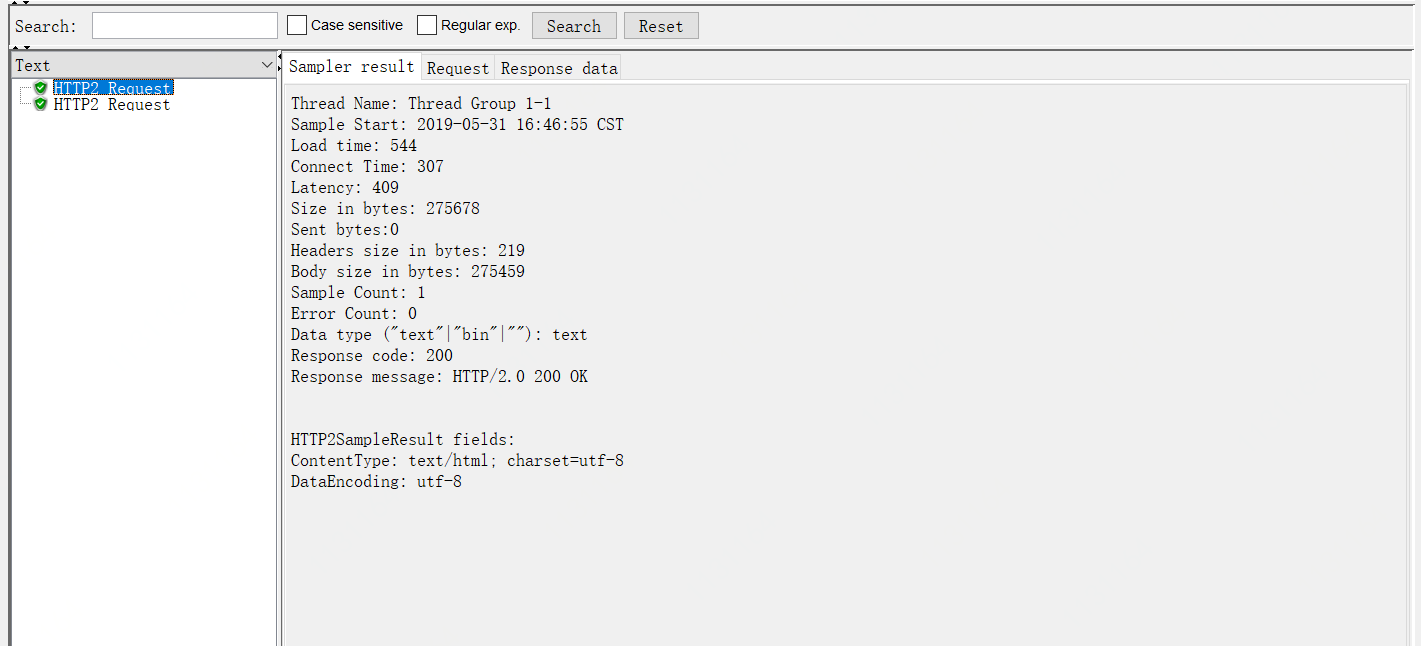 Search: Case sensitive Regular exp. Search Reset
Text
HTTP2 Request
HTTP2 Request
Sampler result Request Response data
Thread Name: Thread Group 1-1
Sample Start: 2019-05-31 16:46:55 CST
Load time: 544
Connect Time: 307
Latency: 409
Size in bytes: 275678
Sent bytes:0
Headers size in bytes: 219
Body size in bytes: 275459
Sample Count: 1
Error Count: 0
Data type ("text"|"bin"|""): text
Response code: 200
Response message: HTTP/2.0 200 OK
HTTP2SampleResult fields:
ContentType: text/html; charset=utf-8
DataEncoding: utf-8